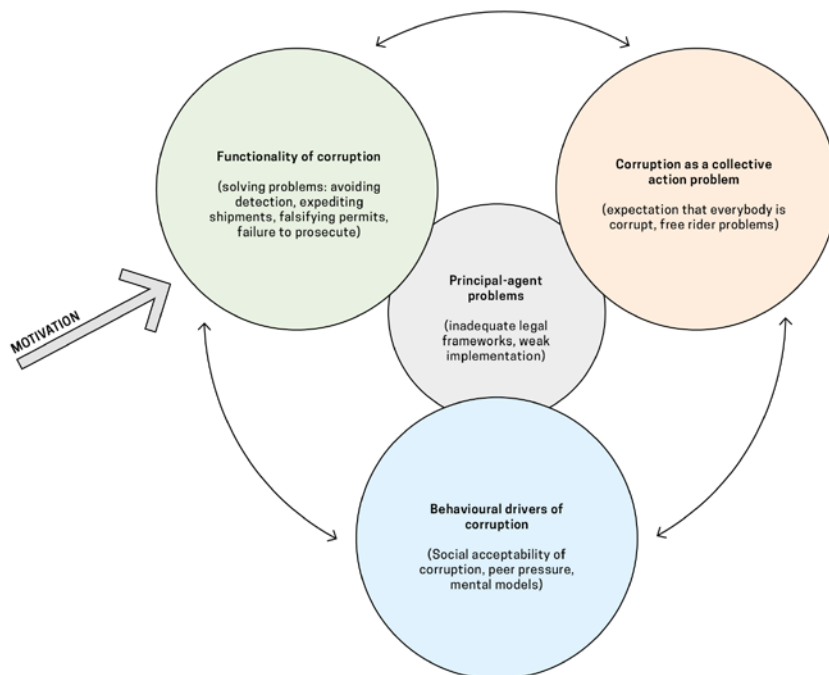 Functionality of corruption
(solving problems: avoiding
detection, expediting
shipments, falsifying permits,
failure to prosecute)
Corruption as a collective
action problem
(expectation that everybody is
corrupt, free rider problems)
Principal-agent
problems
(inadequate legal
frameworks, weak
implementation)
MOTIVATION
Behavioural drivers of
corruption
(Social acceptability of
corruption, peer pressure,
mental models)